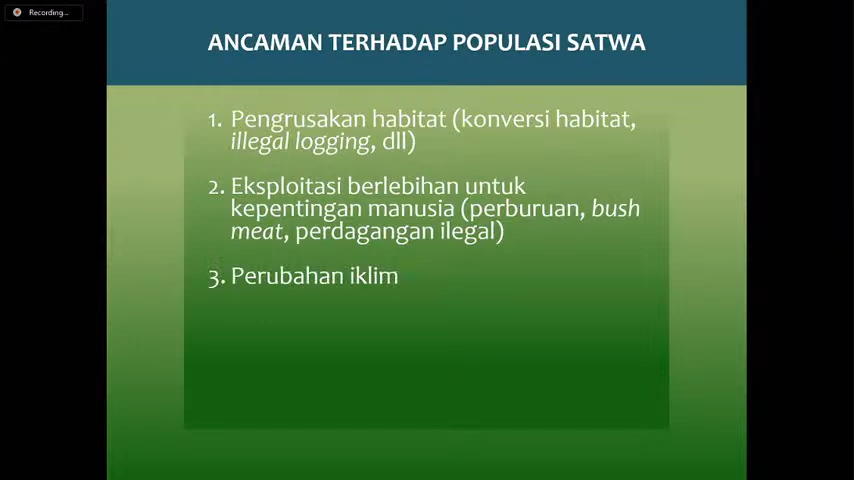 Recording...
ANCAMAN TERHADAP POPULASI SATWA
1. Pengrusakan habitat (konversi habitat,
illegal logging, dll)
2. Eksploitasi berlebihan untuk
kepentingan manusia (perburuan, bush
meat, perdagangan ilegal)
3. Perubahan iklim